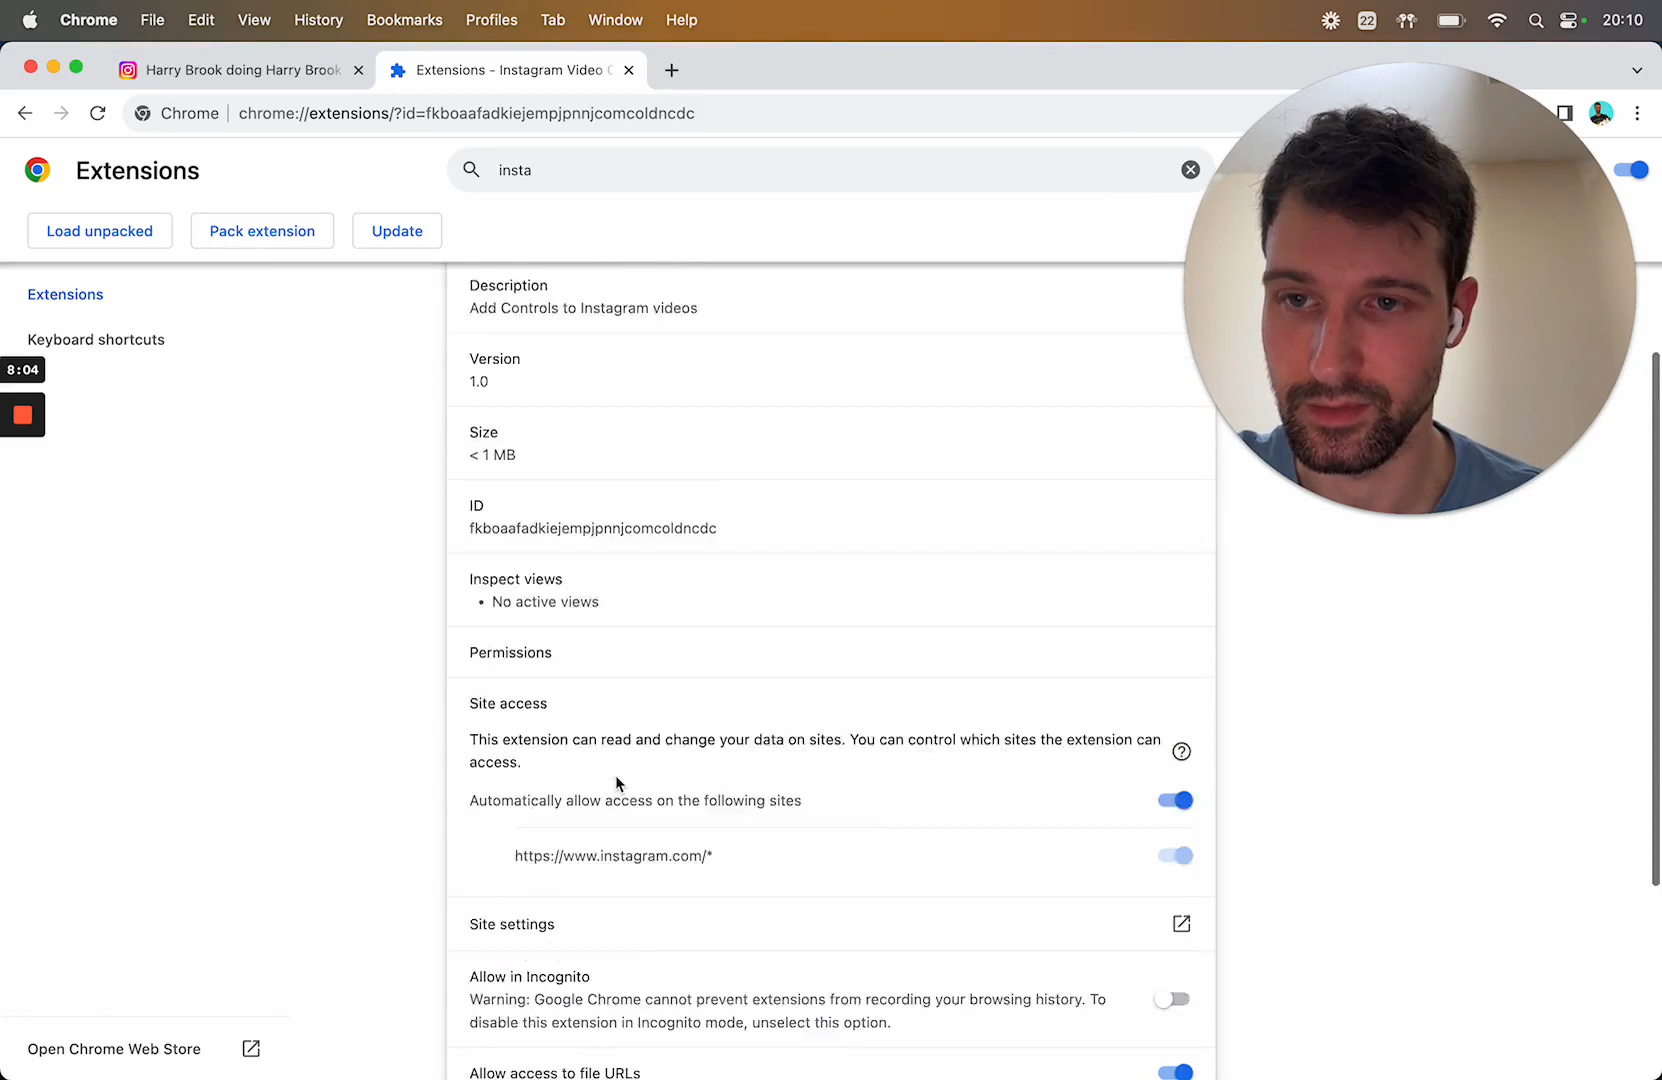 Chrome File Edit View History Bookmarks Profiles Tab Window Help 22 20:10
Harry Brook doing Harry Brook
Extensions - Instagram Video
Chrome chrome://extensions/?id=fkboaafadkiejempjpnnjcomcoldncdc
Extensions
insta
Load unpacked
Pack extension
Update
Extensions
Keyboard shortcuts
8:04
Description
Add Controls to Instagram videos
Version
1.0
Size
< 1 MB
ID
fkboaafadkiejempjpnnjcomcoldncdc
Inspect views
• No active views
Permissions
Site access
This extension can read and change your data on sites. You can control which sites the extension can
access.
Automatically allow access on the following sites
https://www.instagram.com/*
Site settings
Allow in Incognito
Warning: Google Chrome cannot prevent extensions from recording your browsing history. To
disable this extension in Incognito mode, unselect this option.
Open Chrome Web Store
Allow access to file URLs